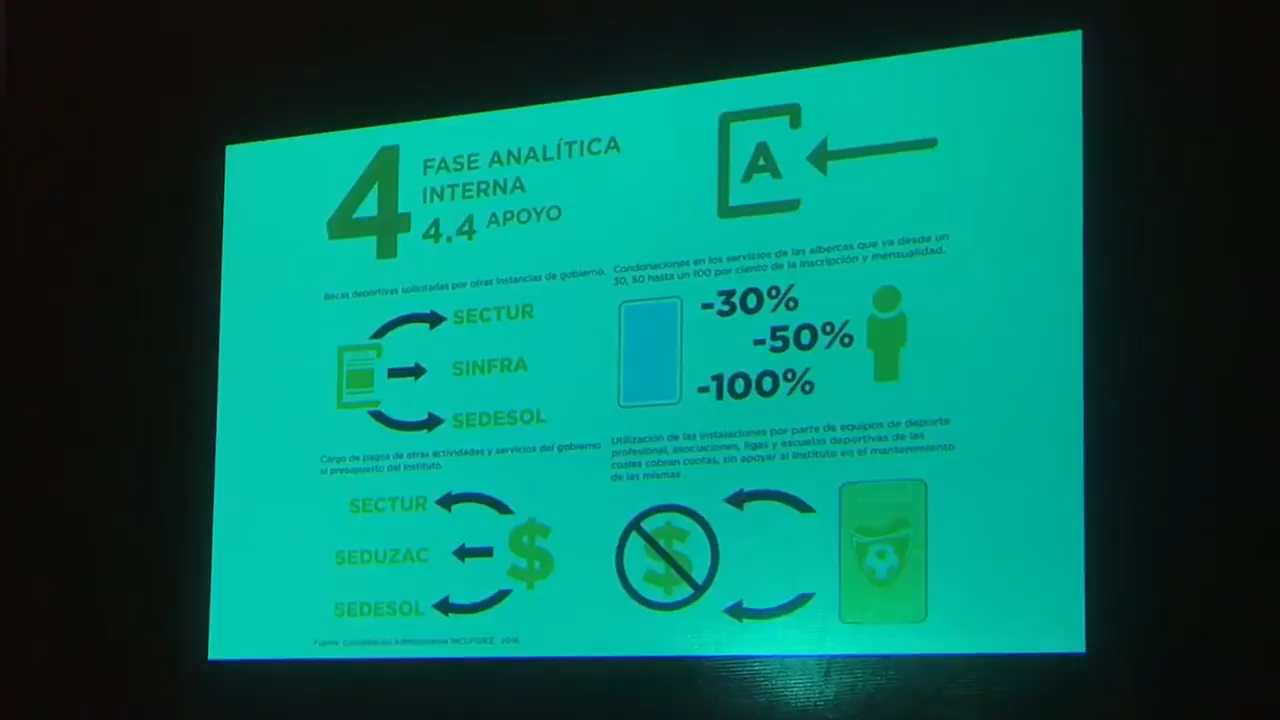 4
FASE ANALÍTICA
INTERNA
4.4 APOYO
A
Becas deportivas solicitadas por otras instancias de gobierno.
SECTUR
SINFRA
SEDESOL
Condonaciones en los servicios de las albercas que va desde un
30, 50 hasta un 100 por ciento de la inscripción y mensualidad.
-30%
-50%
-100%
Cargo de pagos de otras actividades y servicios del gobierno
al presupuesto del Instituto.
SECTUR
SEDUZAC
SEDESOL
$
Utilización de las instalaciones por parte de equipos de deporte
profesional, asociaciones, ligas y escuelas deportivas de las
cuales cobran cuotas, sin apoyar al Instituto en el mantenimiento
de las mismas .
$
Fuente: 2016